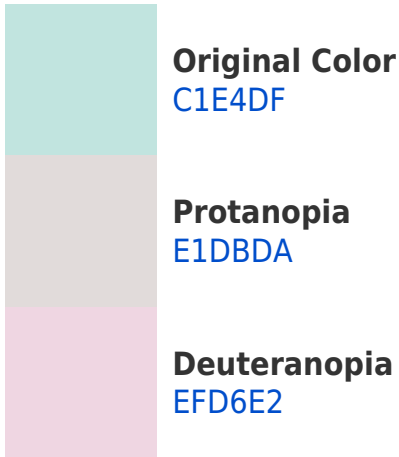 Original Color
C1E4DF
Protanopia
E1DBDA
Deuteranopia
EFD6E2